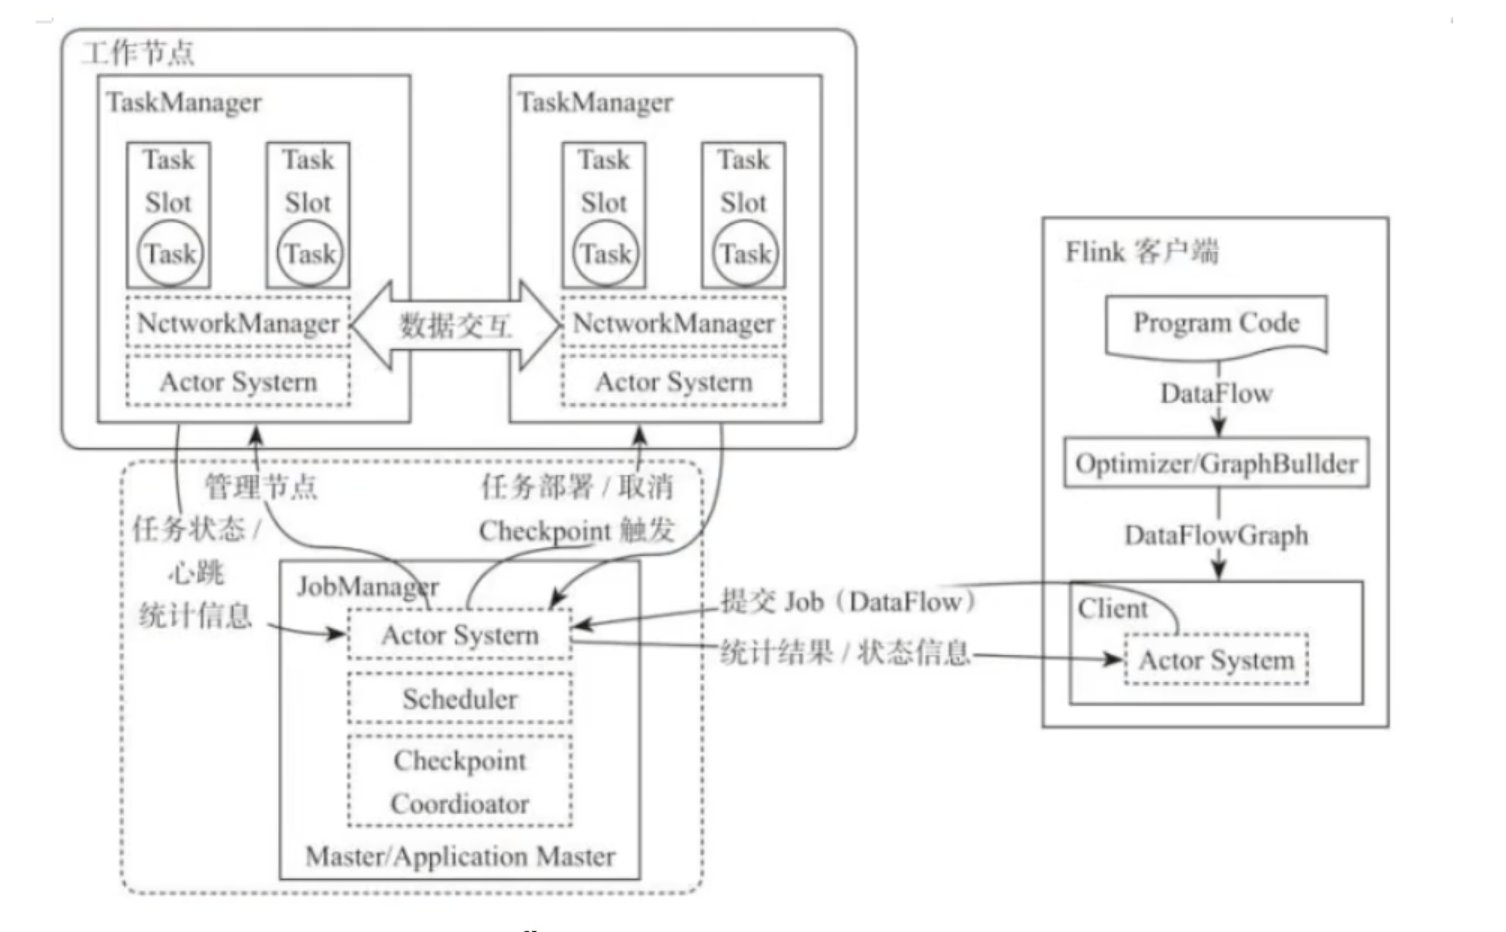 工作节点
TaskManager
Task
Slot
Task
Task
Slot
Task
NctworkManager
Actor Systern
数据交互
TaskManager
Task
Slot
Task
Task
Slot
Task
NctworkManager
Actor Systern
管理节点
任务状态 /
心跳
统计信息
任务部署 / 取消
Checkpoint 触发
JobManager
Actor Systern
Scheduler
Checkpoint
Coordioator
Master/Application Master
提交 Job（DataFlow）
统计结果 / 状态信息
Flink 客户端
Program Code
DataFlow
Optimizer/GraphBullder
DataFlowGraph
Client
Actor System